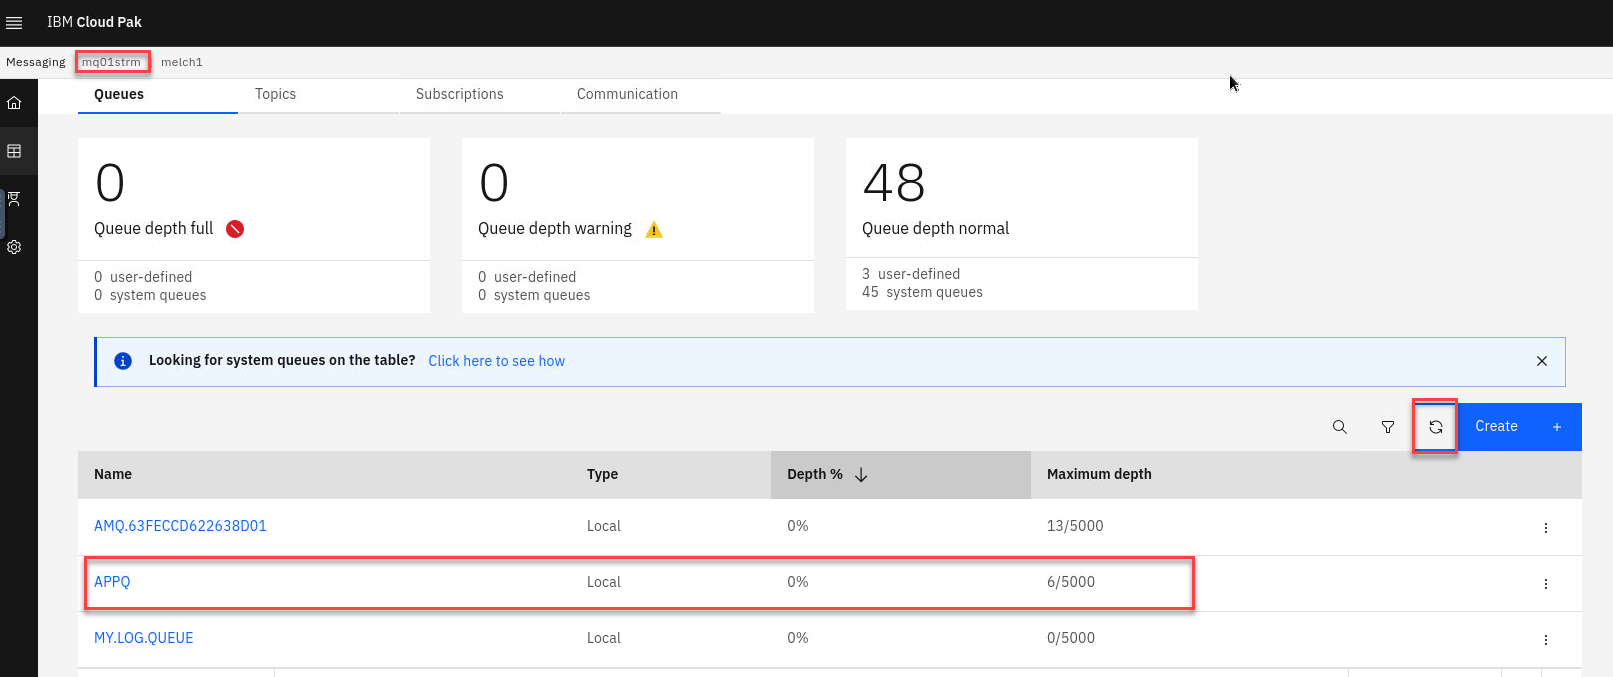 IBM Cloud Pak
Messaging mq01strm melch1
Queues Topics Subscriptions Communication
0 0 48
Queue depth full Queue depth warning Queue depth normal
0 user-defined 0 user-defined 3 user-defined
0 system queues 0 system queues 45 system queues
Looking for system queues on the table? Click here to see how
Create +
Name Type Depth % Maximum depth
AMQ.63FECCD622638D01 Local 0% 13/5000
APPQ Local 0% 6/5000
MY.LOG.QUEUE Local 0% 0/5000